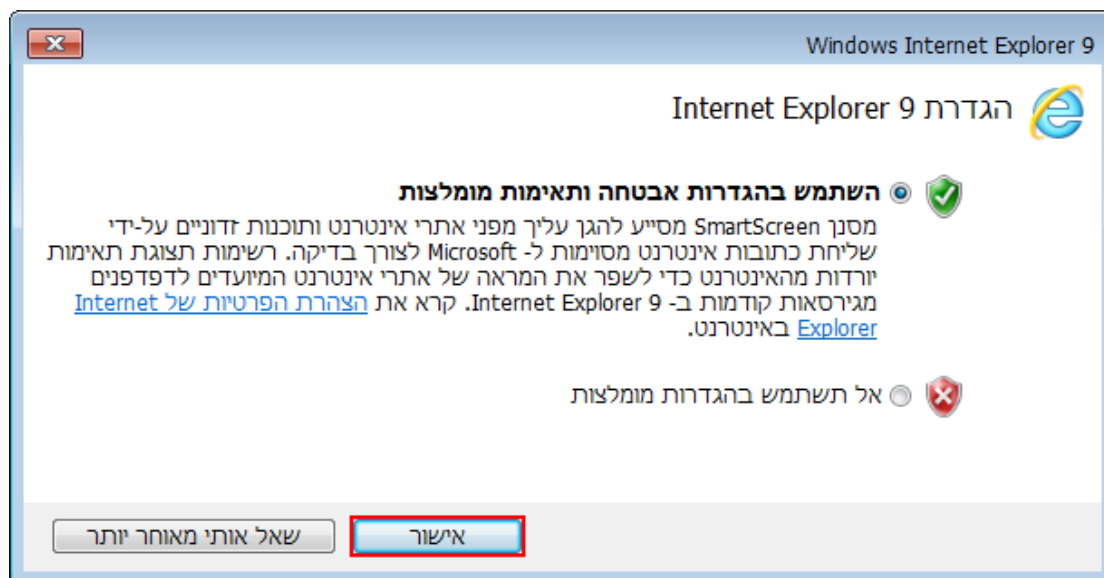 Windows Internet Explorer 9
הגדרת Internet Explorer 9
השתמש בהגדרות אבטחה ותאימות מומלצות
מסנן SmartScreen מסייע להגן עליך מפני אתרי אינטרנט ותוכנות זדוניים על-ידי
שליחת כתובות אינטרנט מסוימות ל- Microsoft לצורך בדיקה. רשימות תצוגת תאימות
יורדות מהאינטרנט כדי לשפר את המראה של אתרי אינטרנט המיועדים לדפדפנים
מגירסאות קודמות ב- Internet Explorer 9. קרא את הצהרת הפרטיות של Internet
Explorer באינטרנט.
אל תשתמש בהגדרות מומלצות
אישור
שאל אותי מאוחר יותר